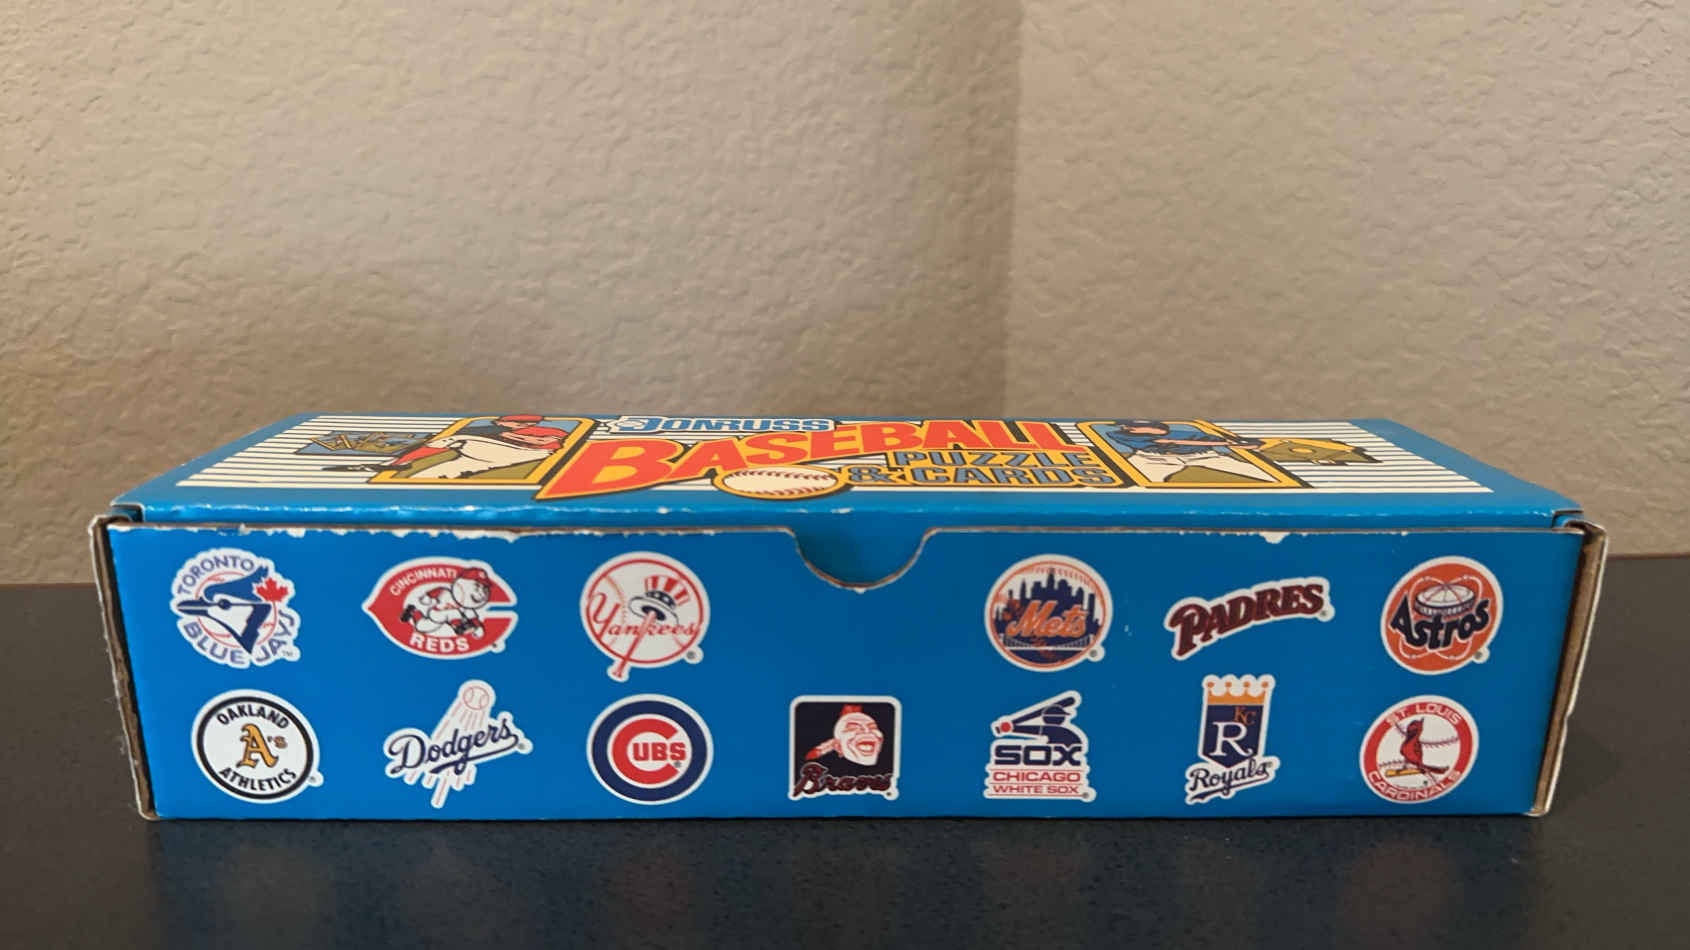 DONRUSS
BASEBALL
PUZZLE
& CARDS
TORONTO
BLUE JAYS™
CINCINNATI
REDS ®
Yankees ®
Mets ®
PADRES ®
Astros ®
OAKLAND
A's
ATHLETICS ®
Dodgers ®
CUBS ®
Braves ®
SOX
CHICAGO
WHITE SOX ®
KC
R
Royals ®
ST. LOUIS
CARDINALS